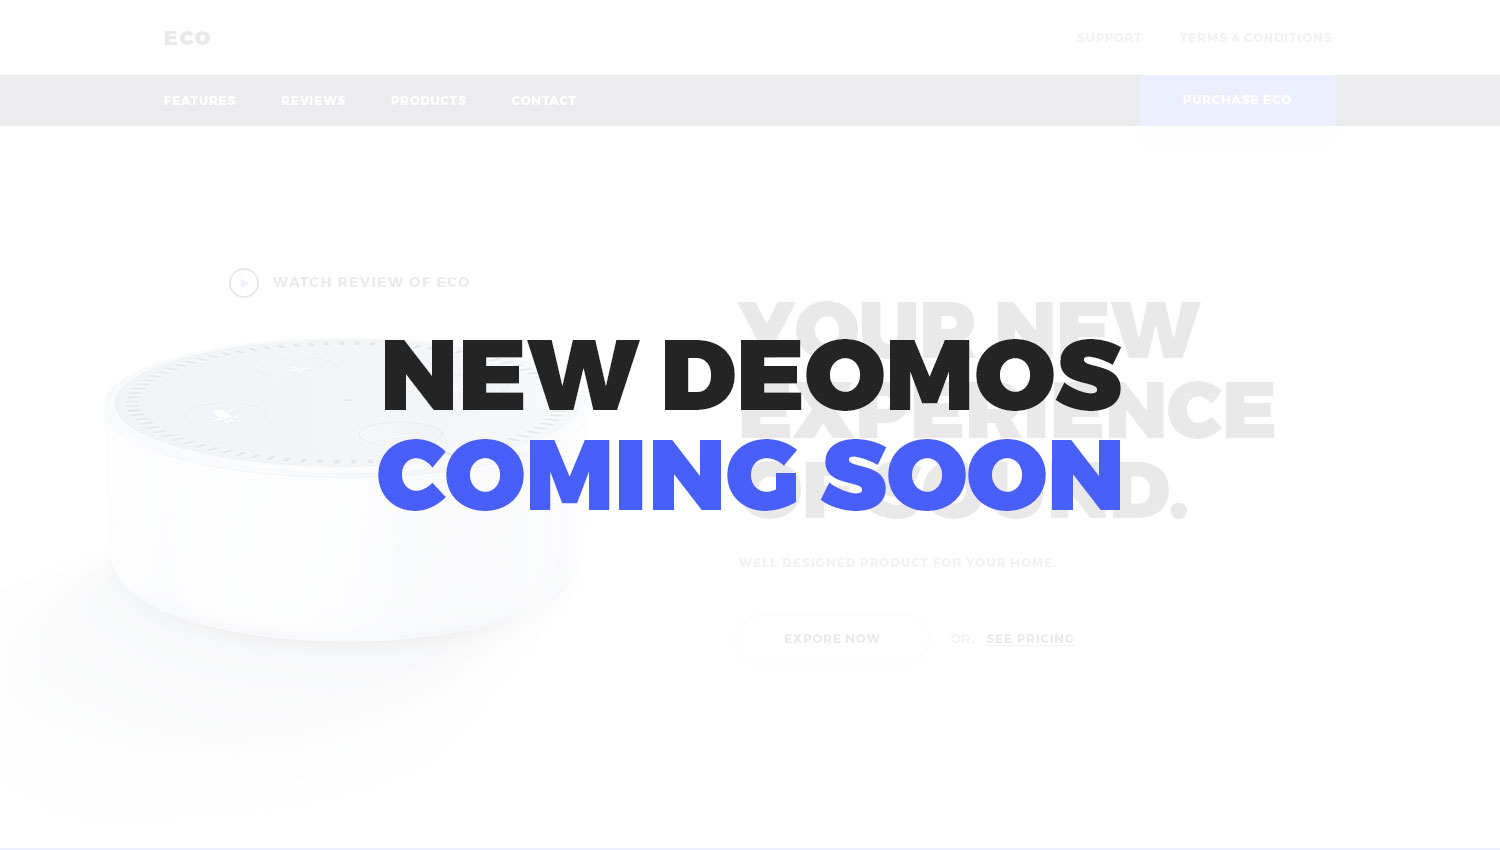 ECO
SUPPORT TERMS & CONDITIONS
FEATURES REVIEWS PRODUCTS CONTACT PURCHASE ECO
WATCH REVIEW OF ECO
YOUR NEW
EXPERIENCE
OF SOUND.
NEW DEOMOS
COMING SOON
WELL DESIGNED PRODUCT FOR YOUR HOME.
EXPORE NOW OR. SEE PRICING